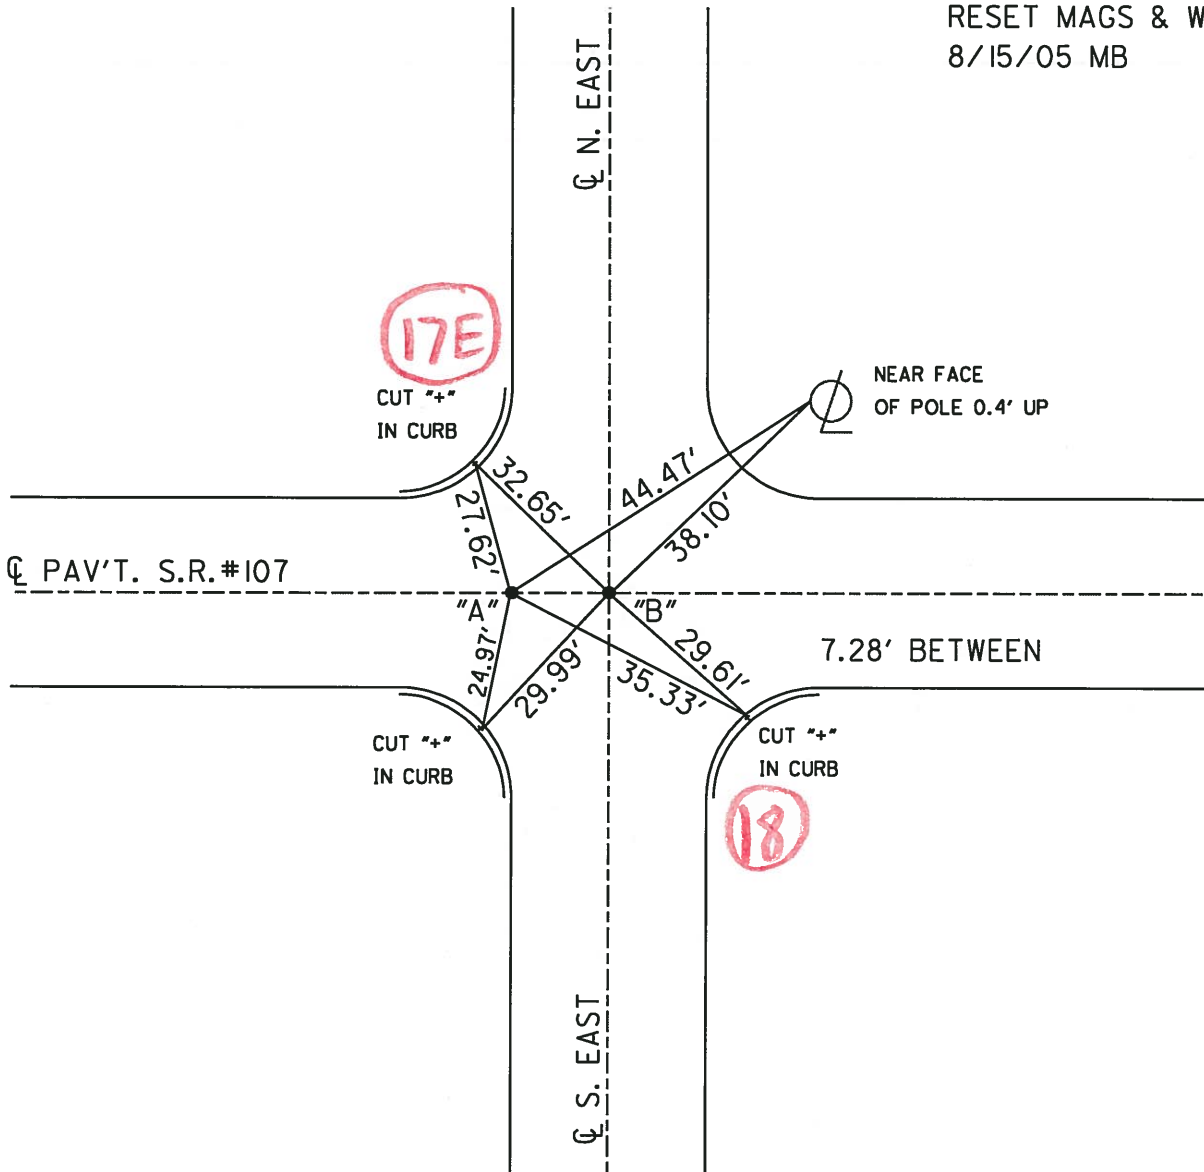 RESET MAGS & W
8/15/05 MB
℄ N. EAST
17E
CUT "+"
IN CURB
NEAR FACE
OF POLE 0.4' UP
32.65'
44.47'
27.62'
38.10'
℄ PAV'T. S.R.#107
"A"
"B"
24.97'
29.99'
35.33'
29.61'
7.28' BETWEEN
CUT "+"
IN CURB
CUT "+"
IN CURB
18
℄ S. EAST